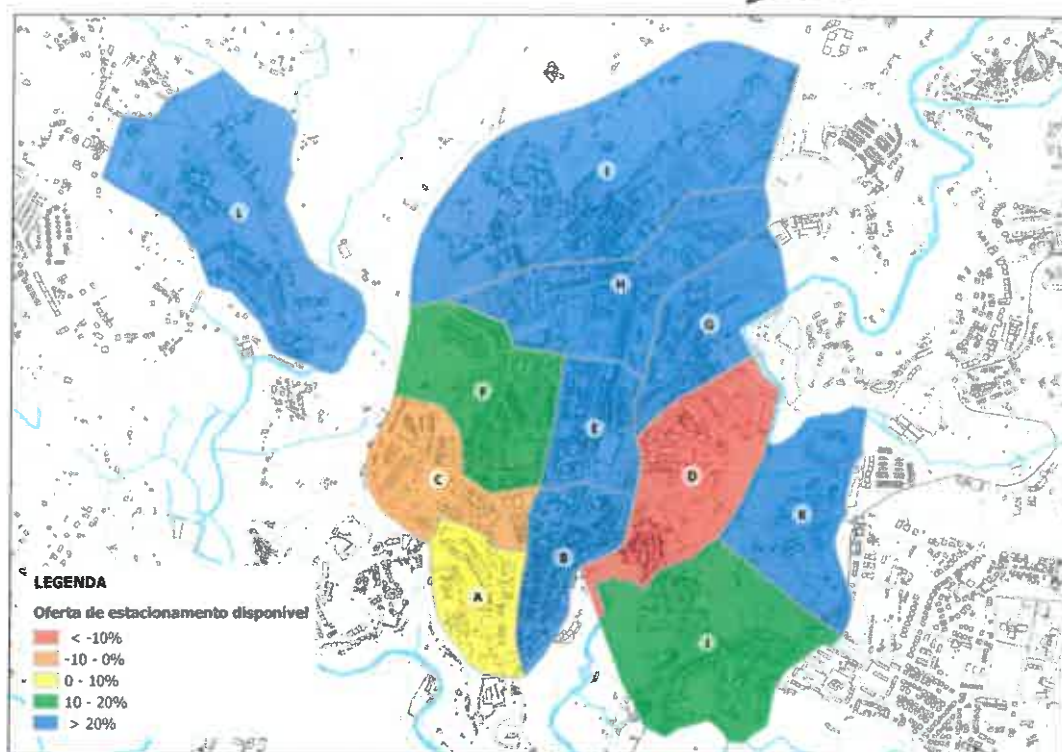 I
L
H
G
F
E
C
D
K
B
A
J
LEGENDA
Oferta de estacionamento disponível
< -10%
-10 - 0%
0 - 10%
10 - 20%
> 20%